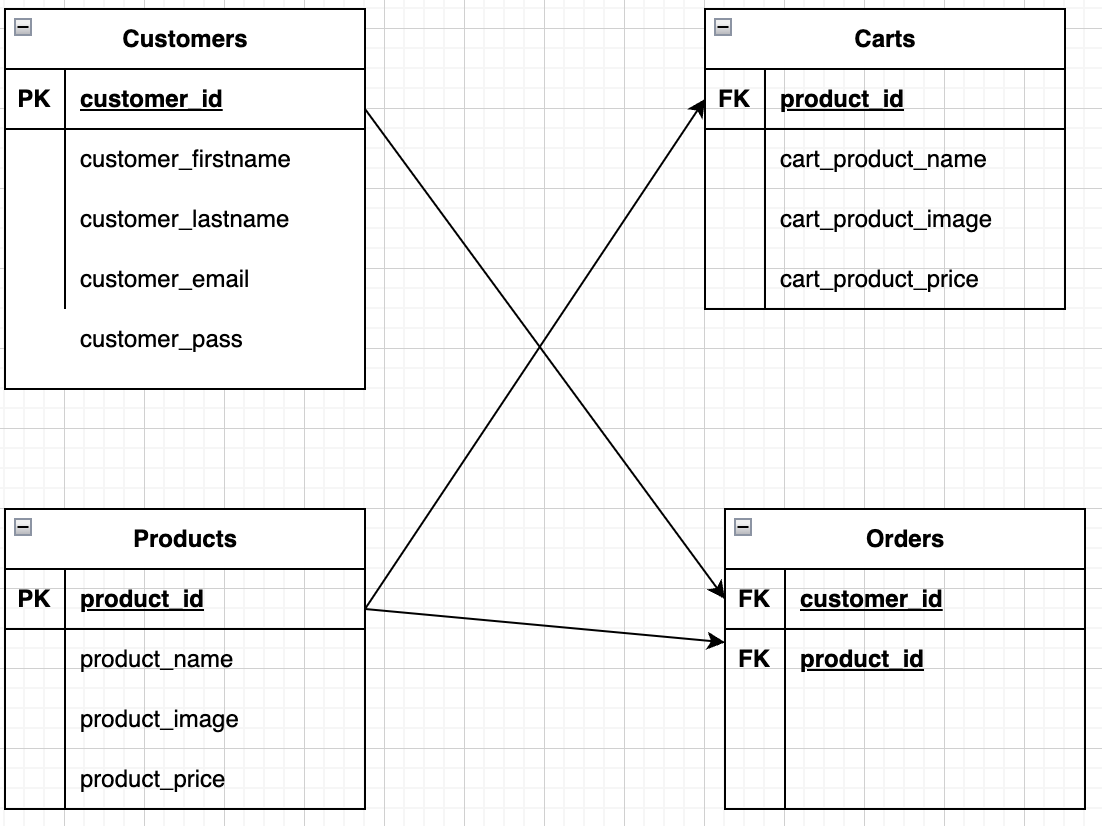 Customers
PK customer_id
customer_firstname
customer_lastname
customer_email
customer_pass
Carts
FK product_id
cart_product_name
cart_product_image
cart_product_price
Products
PK product_id
product_name
product_image
product_price
Orders
FK customer_id
FK product_id